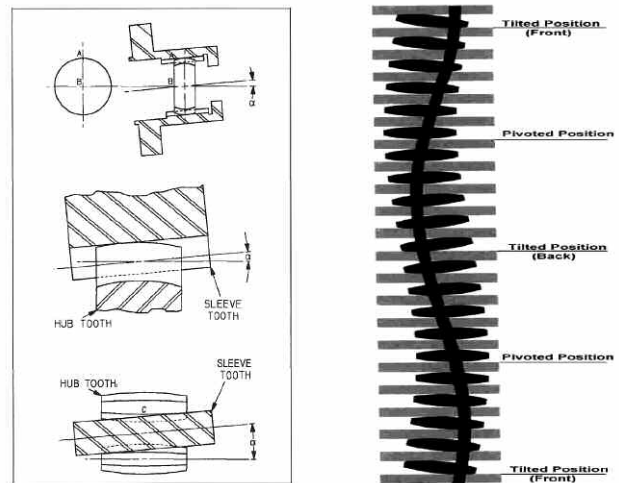 A
B
B
α
α
HUB TOOTH
SLEEVE
TOOTH
HUB TOOTH
SLEEVE
TOOTH
C
α
Tilted Position
(Front)
Pivoted Position
Tilted Position
(Back)
Pivoted Position
Tilted Position
(Front)